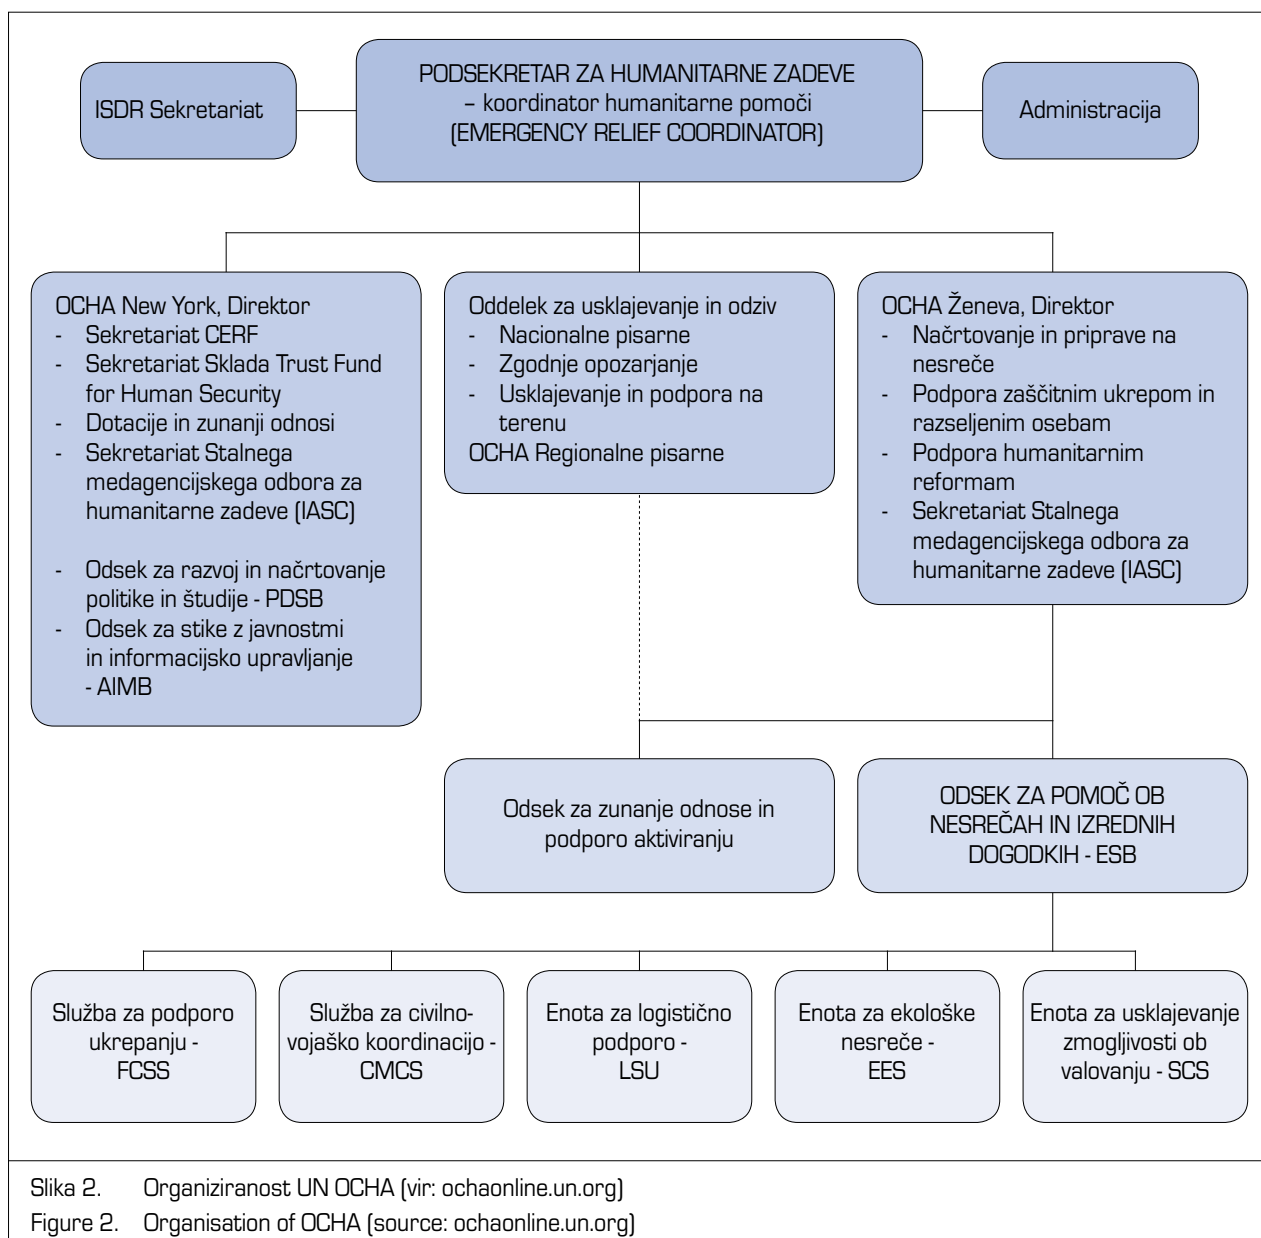 ISDR Sekretariat
PODSEKRETAR ZA HUMANITARNE ZADEVE
– koordinator humanitarne pomoči
(EMERGENCY RELIEF COORDINATOR)
Administracija
OCHA New York, Direktor
- Sekretariat CERF
- Sekretariat Sklada Trust Fund
for Human Security
- Dotacije in zunanji odnosi
- Sekretariat Stalnega
medagencijskega odbora za
humanitarne zadeve (IASC)
- Odsek za razvoj in načrtovanje
politike in študije - PDSB
- Odsek za stike z javnostmi
in informacijsko upravljanje
- AIMB
Oddelek za usklajevanje in odziv
- Nacionalne pisarne
- Zgodnje opozarjanje
- Usklajevanje in podpora na
terenu
OCHA Regionalne pisarne
OCHA Ženeva, Direktor
- Načrtovanje in priprave na
nesreče
- Podpora zaščitnim ukrepom in
razseljenim osebam
- Podpora humanitarnim
reformam
- Sekretariat Stalnega
medagencijskega odbora za
humanitarne zadeve (IASC)
Odsek za zunanje odnose in
podporo aktiviranju
ODSEK ZA POMOČ OB
NESREČAH IN IZREDNIH
DOGODKIH - ESB
Služba za podporo
ukrepanju -
FCSS
Služba za civilno-
vojaško koordinacijo -
CMCS
Enota za logistično
podporo -
LSU
Enota za ekološke
nesreče -
EES
Enota za usklajevanje
zmogljivosti ob
valovanju - SCS
Slika 2. Organiziranost UN OCHA (vir: ochaonline.un.org)
Figure 2. Organisation of OCHA (source: ochaonline.un.org)